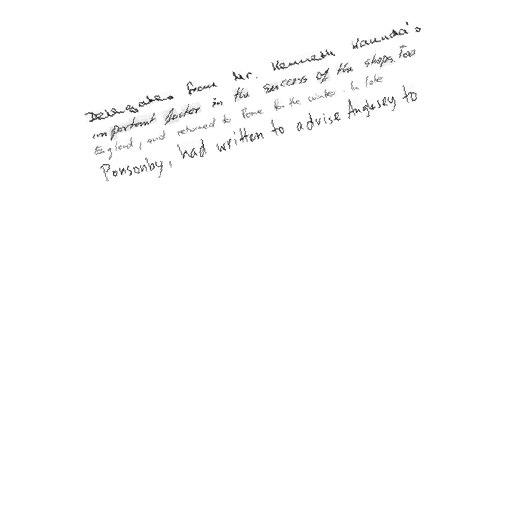 Delegates from Mr. Kenneth Kaunda's
important factor in the success of the shops. Too
England, and returned to Rome for the winter. In late
Ponsonby, had written to advise Anglesey to